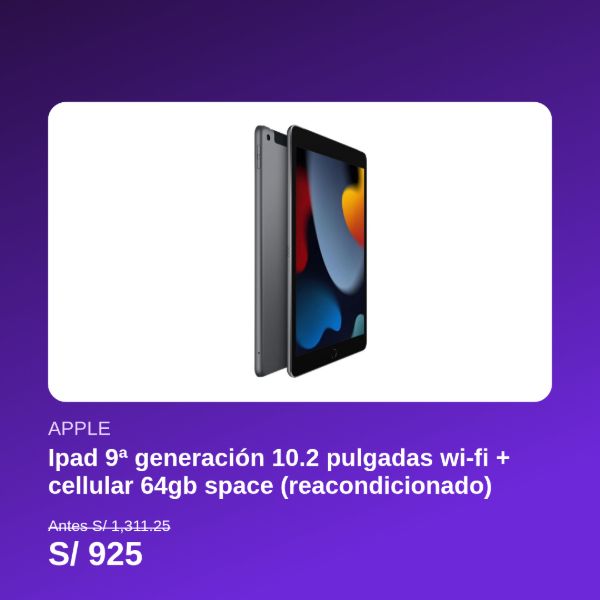 APPLE
Ipad 9ª generación 10.2 pulgadas wi-fi +
cellular 64gb space (reacondicionado)
Antes S/ 1,311.25
S/ 925